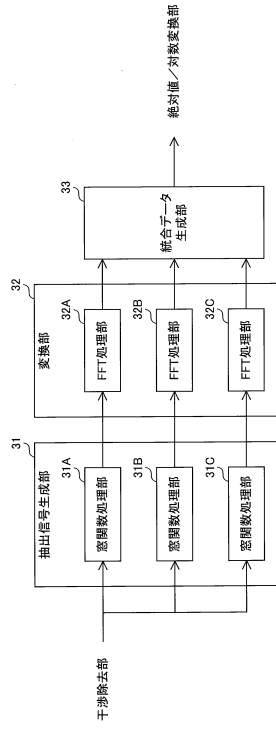 干渉除去部
31
抽出信号生成部
31A
窓関数処理部
31B
窓関数処理部
31C
窓関数処理部
32
変換部
32A
FFT処理部
32B
FFT処理部
32C
FFT処理部
33
統合データ
生成部
絶対値／対数変換部